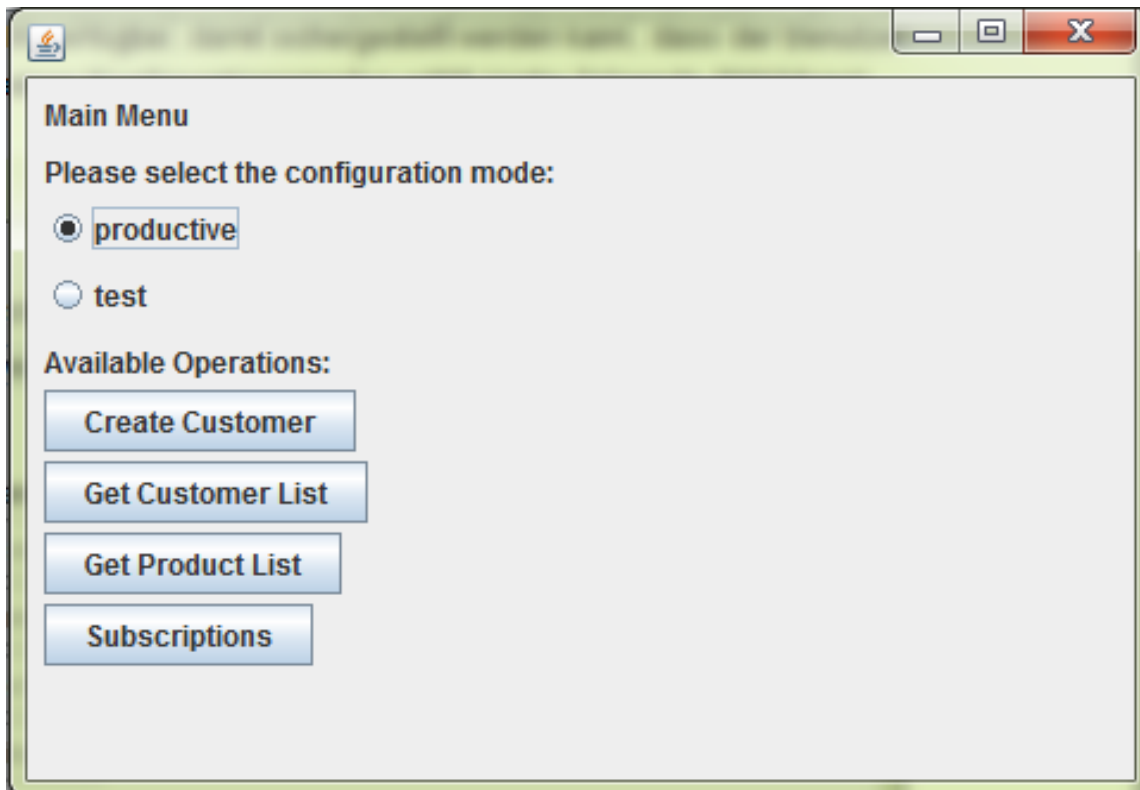 Main Menu
Please select the configuration mode:
productive
test
Available Operations:
Create Customer
Get Customer List
Get Product List
Subscriptions